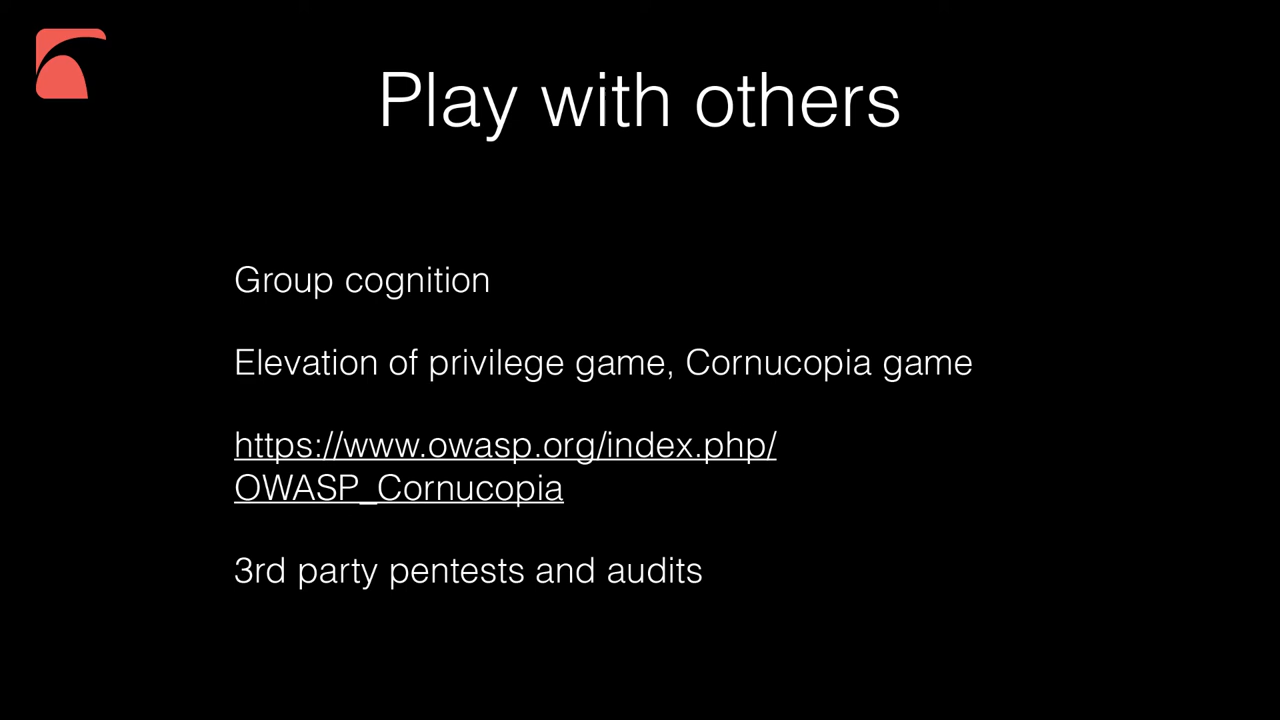 Play with others
Group cognition
Elevation of privilege game, Cornucopia game
https://www.owasp.org/index.php/
OWASP_Cornucopia
3rd party pentests and audits